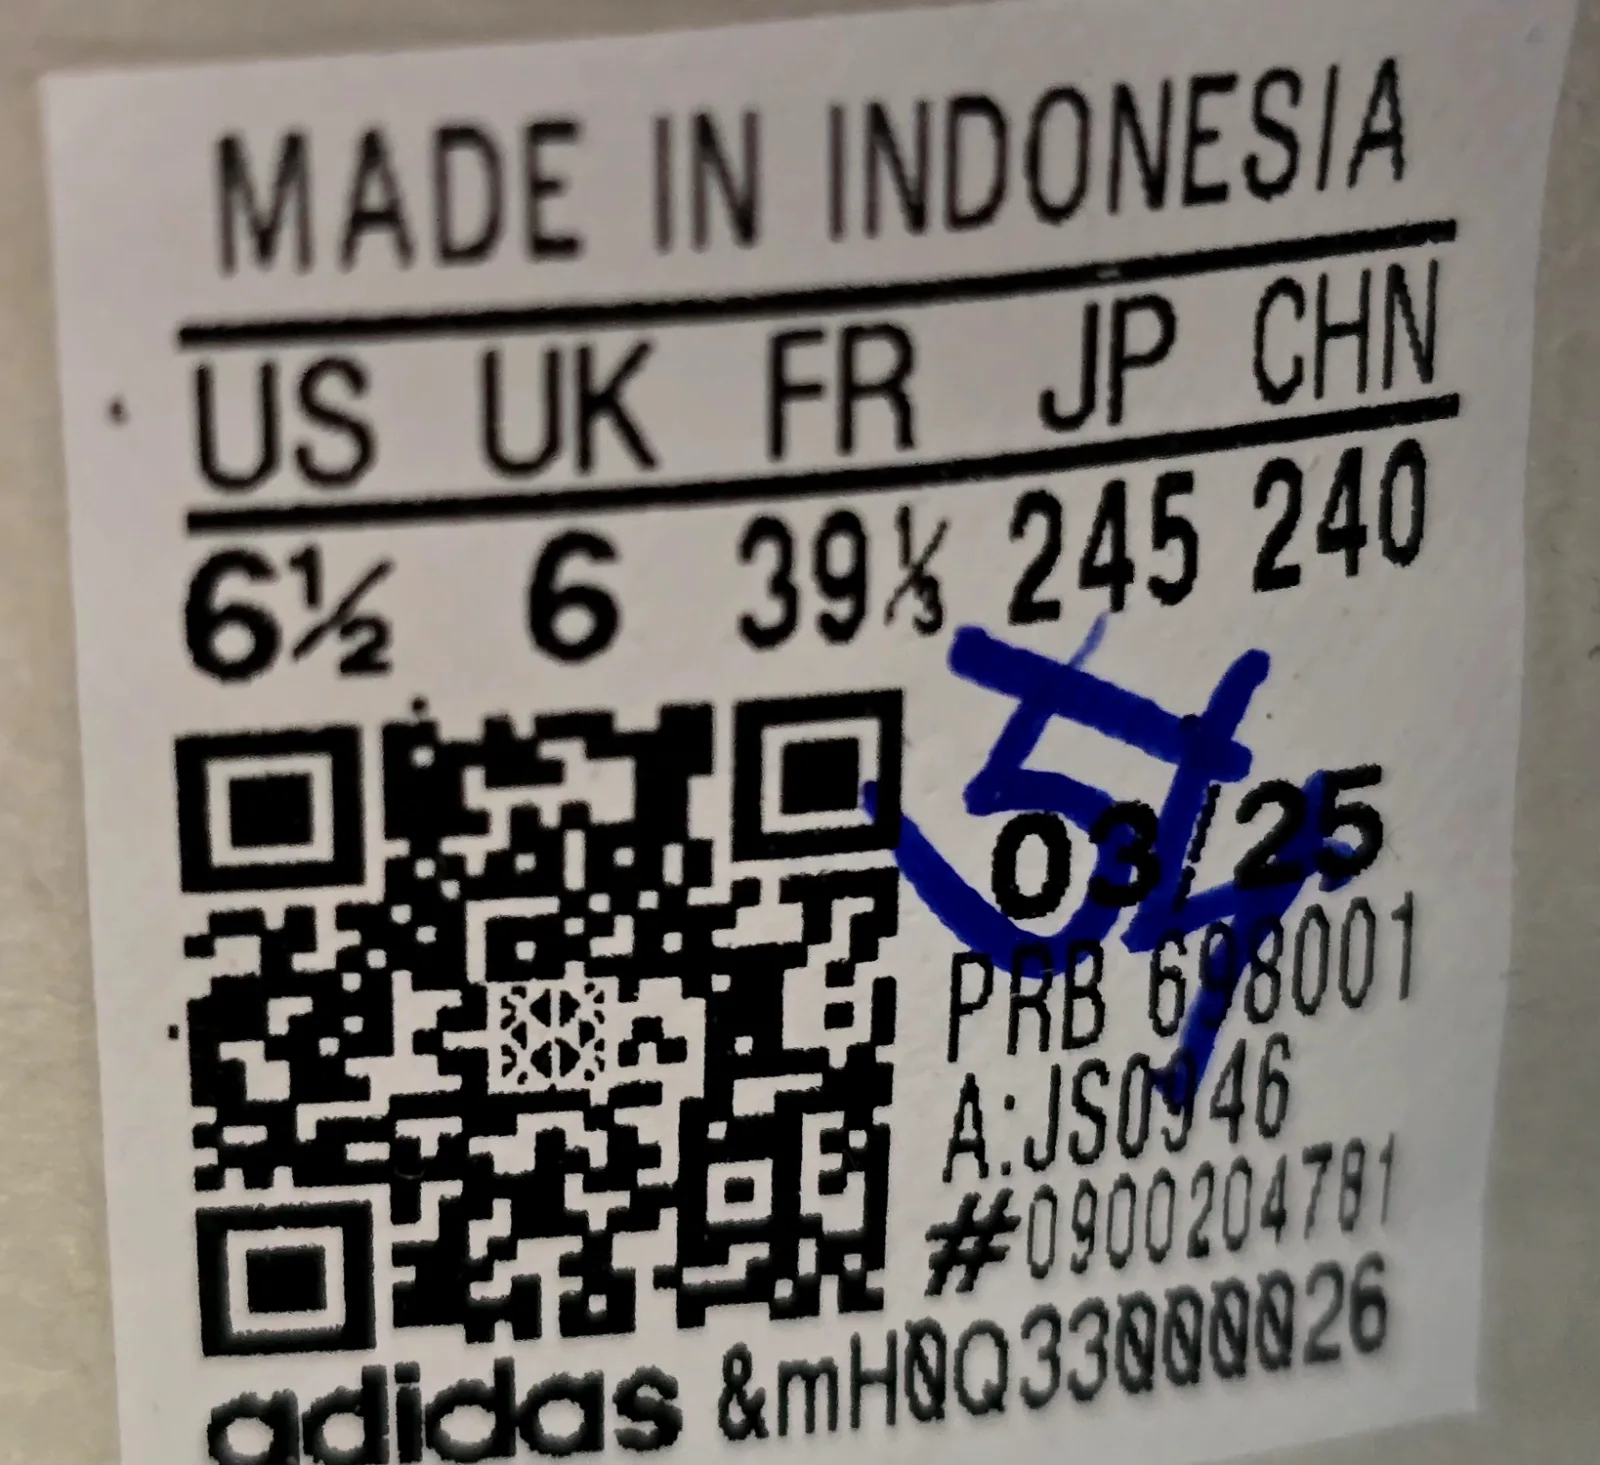 MADE IN INDONESIA
US UK FR JP CHN
6½ 6 39⅓ 245 240
03/25
PRB 698001
A:JS0946
#0900204781
adidas &mH0Q330000026